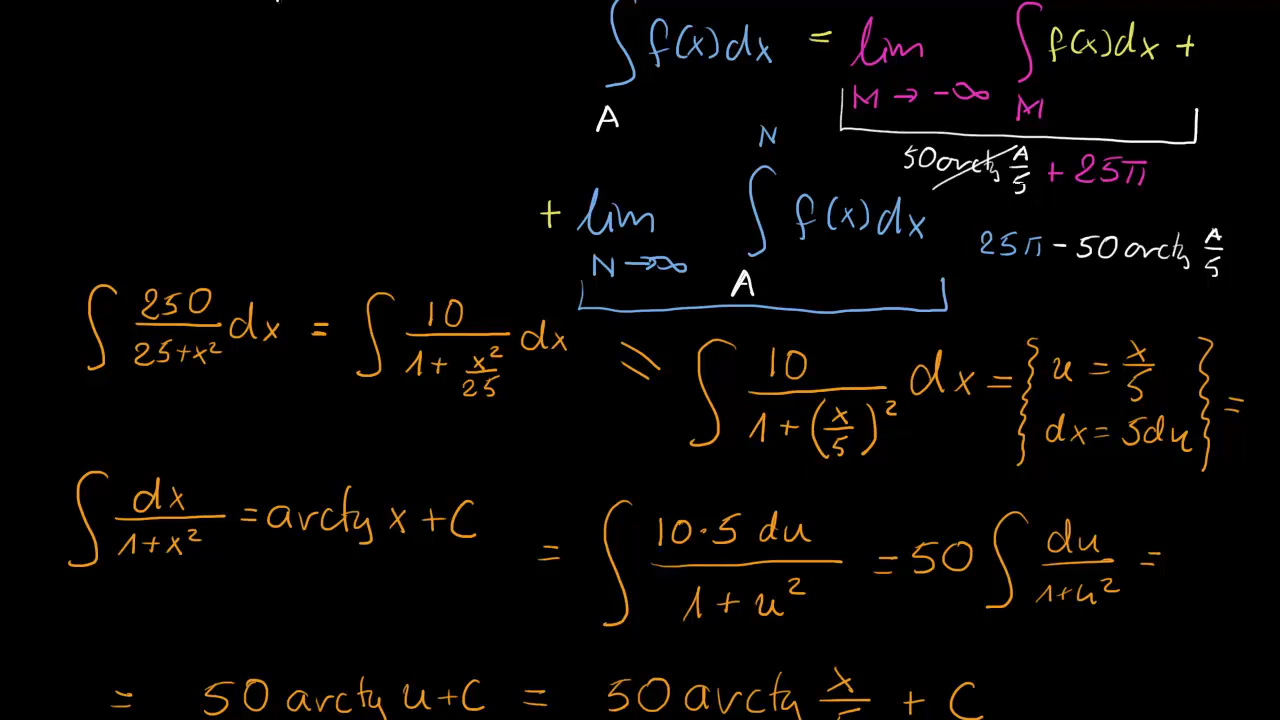 ∫ f(x)dx = lim ∫ f(x)dx +
A M → -∞ M
50 arctg A/5 + 25π
N
+ lim ∫ f(x)dx
N → ∞ A
25π - 50 arctg A/5
∫ 250/(25+x²) dx = ∫ 10/(1 + x²/25) dx =
∫ 10/(1 + (x/5)²) dx = { u = x/5
dx = 5du } =
∫ dx/(1+x²) = arctg x + C
= ∫ 10·5 du/(1 + u²) = 50 ∫ du/(1+u²) =
= 50 arctg u + C = 50 arctg x/5 + C